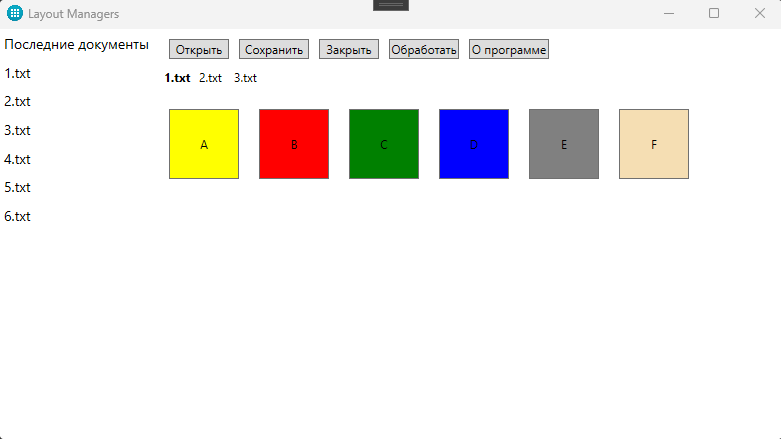 Layout Managers
Последние документы
1.txt
2.txt
3.txt
4.txt
5.txt
6.txt
Открыть Сохранить Закрыть Обработать О программе
1.txt 2.txt 3.txt
A B C D E F